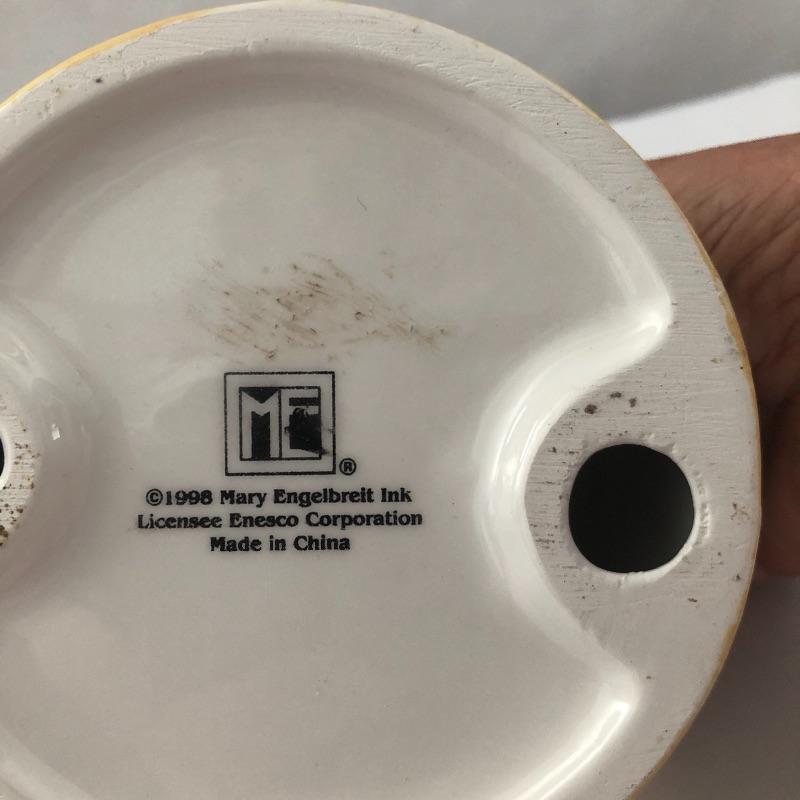 ME®
©1998 Mary Engelbreit Ink
Licensee Enesco Corporation
Made in China